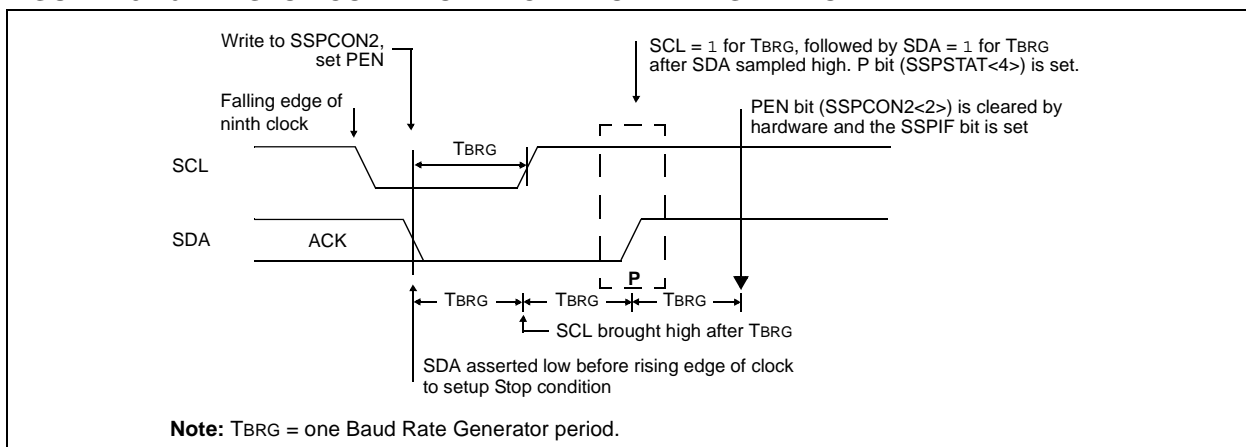 Write to SSPCON2,
set PEN
SCL = 1 for TBRG, followed by SDA = 1 for TBRG
after SDA sampled high. P bit (SSPSTAT<4>) is set.
Falling edge of
ninth clock
PEN bit (SSPCON2<2>) is cleared by
hardware and the SSPIF bit is set
TBRG
SCL
SDA
ACK
P
TBRG
TBRG
TBRG
SCL brought high after TBRG
SDA asserted low before rising edge of clock
to setup Stop condition
Note: TBRG = one Baud Rate Generator period.